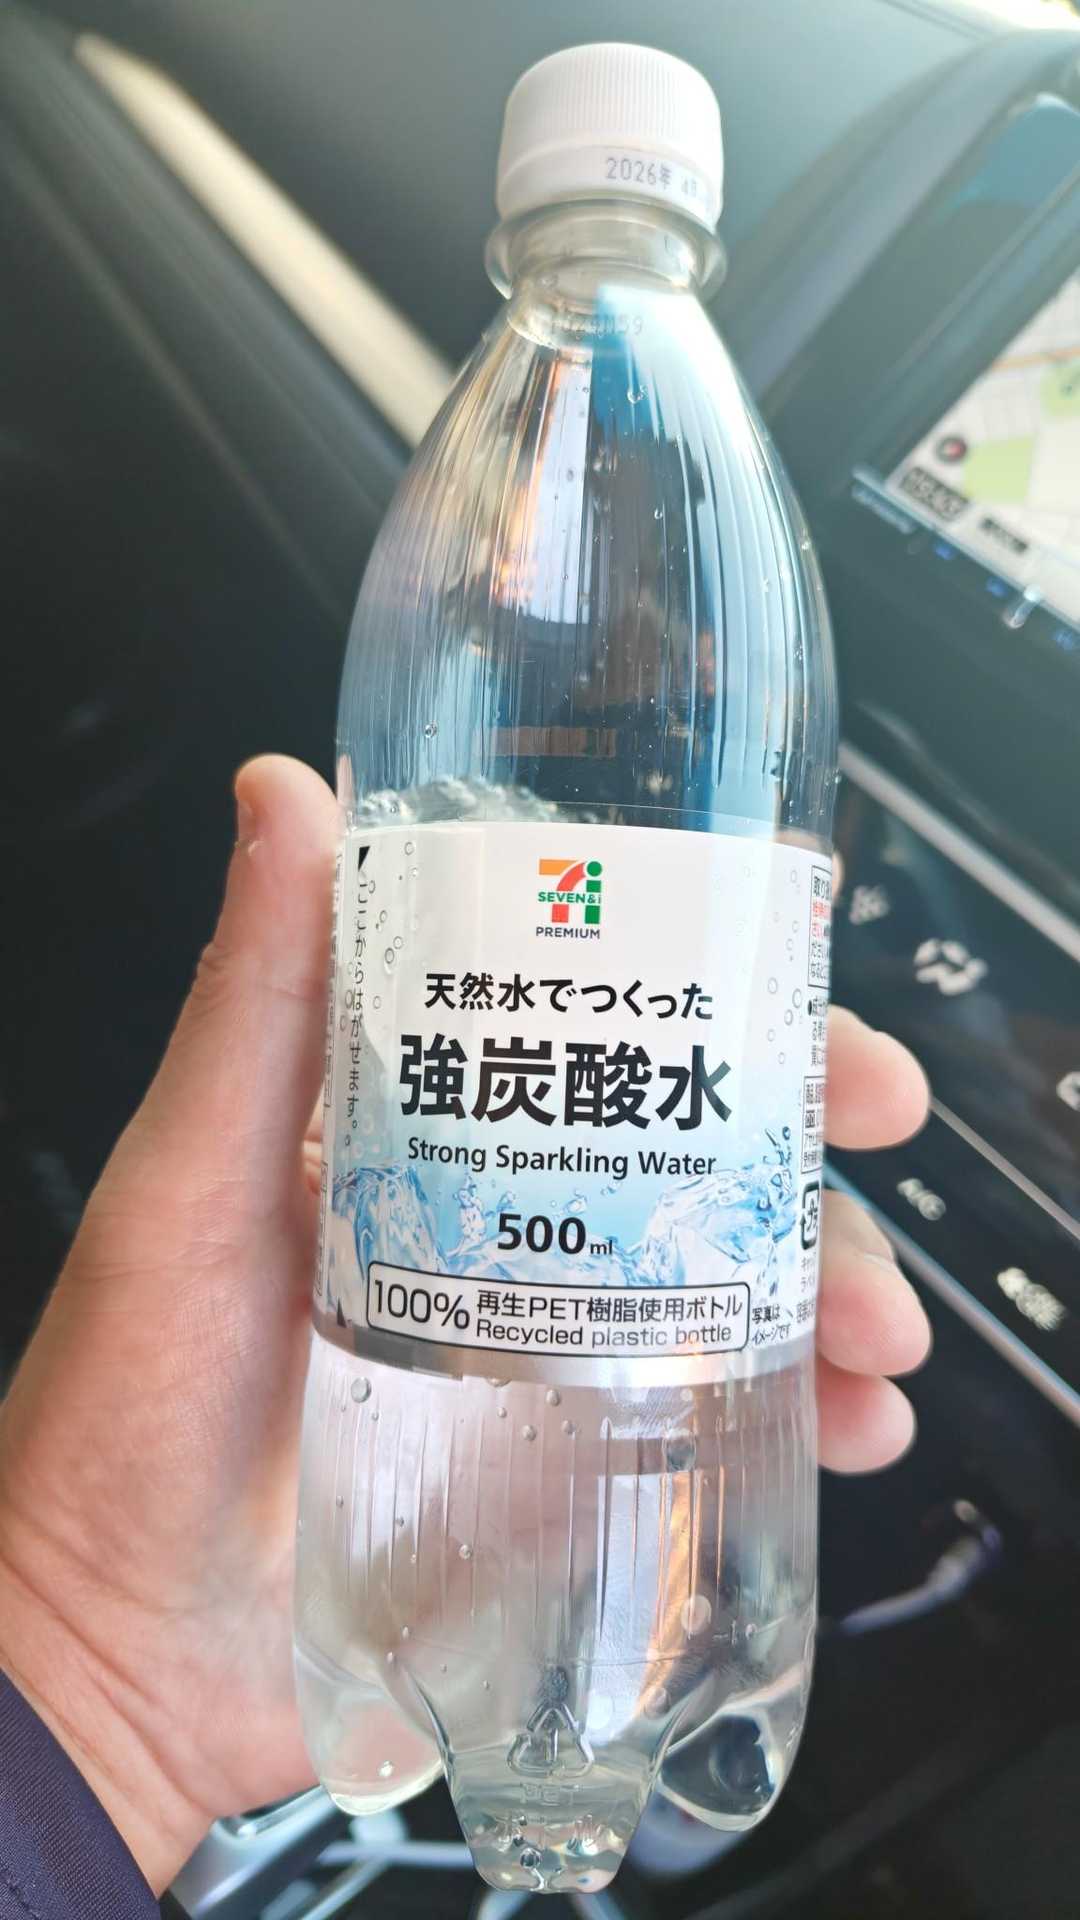 2026年
SEVEN&i
PREMIUM
ここからはがせます。
天然水でつくった
強炭酸水
Strong Sparkling Water
500ml
100%再生PET樹脂使用ボトル
Recycled plastic bottle
写真は
イメージです